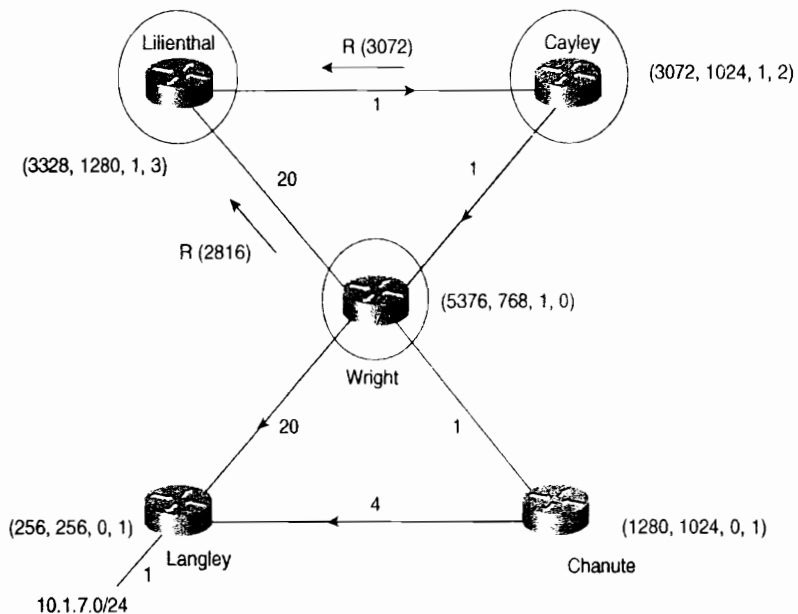 Lilienthal
R (3072)
Cayley
(3072, 1024, 1, 2)
1
(3328, 1280, 1, 3)
20
1
R (2816)
(5376, 768, 1, 0)
Wright
20
1
4
(256, 256, 0, 1)
(1280, 1024, 0, 1)
Langley
Chanute
1
10.1.7.0/24